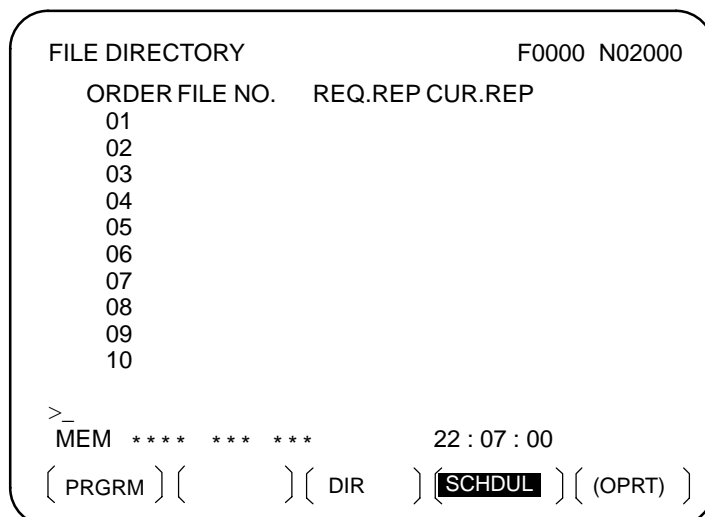 FILE DIRECTORY F0000 N02000
ORDER FILE NO. REQ.REP CUR.REP
01
02
03
04
05
06
07
08
09
10
>_
MEM **** *** *** 22 : 07 : 00
PRGRM DIR SCHDUL (OPRT)